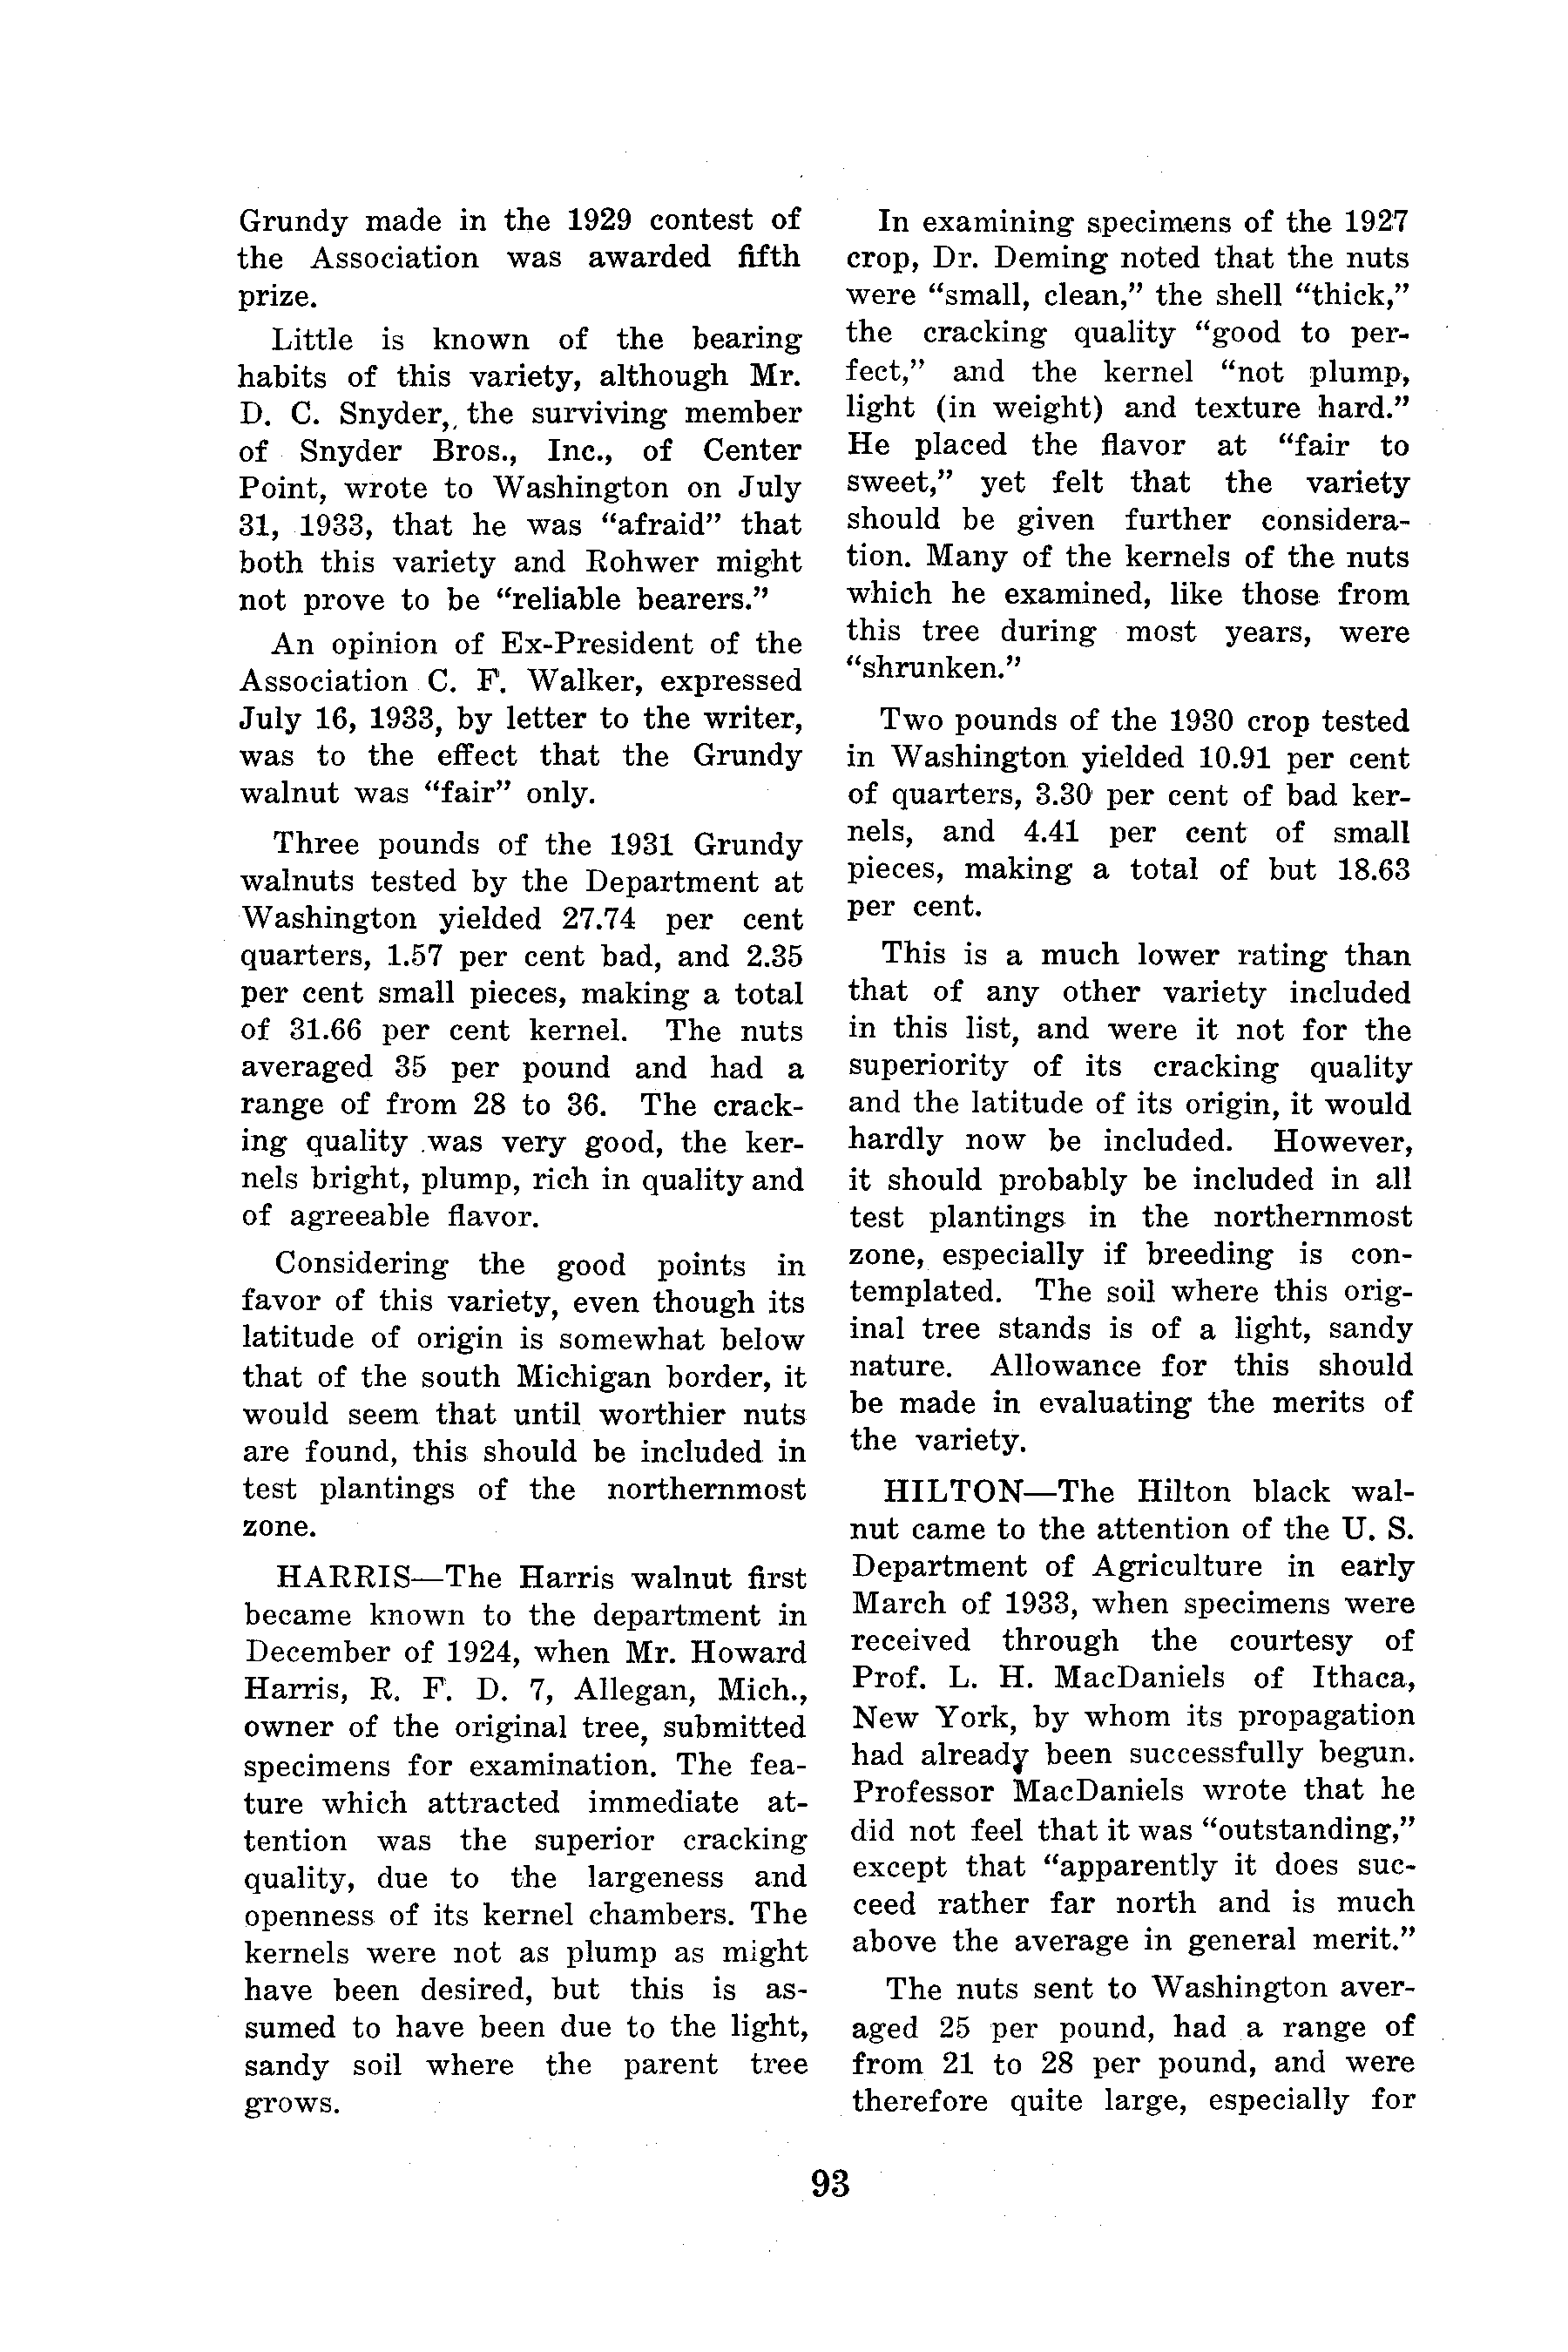 Grundy made in the 1929 contest of
the Association was awarded fifth
prize.
Little is known of the bearing
habits of this variety, although Mr.
D. C. Snyder, the surviving member
of Snyder Bros., Inc., of Center
Point, wrote to Washington on July
31, 1933, that he was “afraid” that
both this variety and Rohwer might
not prove to be “reliable bearers.”
An opinion of Ex-President of the
Association C. F. Walker, expressed
July 16, 1933, by letter to the writer,
was to the effect that the Grundy
walnut was “fair” only.
Three pounds of the 1931 Grundy
walnuts tested by the Department at
Washington yielded 27.74 per cent
quarters, 1.57 per cent bad, and 2.35
per cent small pieces, making a total
of 31.66 per cent kernel. The nuts
averaged 35 per pound and had a
range of from 28 to 36. The crack-
ing quality was very good, the ker-
nels bright, plump, rich in quality and
of agreeable flavor.
Considering the good points in
favor of this variety, even though its
latitude of origin is somewhat below
that of the south Michigan border, it
would seem that until worthier nuts
are found, this should be included in
test plantings of the northernmost
zone.
HARRIS—The Harris walnut first
became known to the department in
December of 1924, when Mr. Howard
Harris, R. F. D. 7, Allegan, Mich.,
owner of the original tree, submitted
specimens for examination. The fea-
ture which attracted immediate at-
tention was the superior cracking
quality, due to the largeness and
openness of its kernel chambers. The
kernels were not as plump as might
have been desired, but this is as-
sumed to have been due to the light,
sandy soil where the parent tree
grows.
In examining specimens of the 1927
crop, Dr. Deming noted that the nuts
were “small, clean,” the shell “thick,”
the cracking quality “good to per-
fect,” and the kernel “not plump,
light (in weight) and texture hard.”
He placed the flavor at “fair to
sweet,” yet felt that the variety
should be given further considera-
tion. Many of the kernels of the nuts
which he examined, like those from
this tree during most years, were
“shrunken.”
Two pounds of the 1930 crop tested
in Washington yielded 10.91 per cent
of quarters, 3.30 per cent of bad ker-
nels, and 4.41 per cent of small
pieces, making a total of but 18.63
per cent.
This is a much lower rating than
that of any other variety included
in this list, and were it not for the
superiority of its cracking quality
and the latitude of its origin, it would
hardly now be included. However,
it should probably be included in all
test plantings in the northernmost
zone, especially if breeding is con-
templated. The soil where this orig-
inal tree stands is of a light, sandy
nature. Allowance for this should
be made in evaluating the merits of
the variety.
HILTON—The Hilton black wal-
nut came to the attention of the U. S.
Department of Agriculture in early
March of 1933, when specimens were
received through the courtesy of
Prof. L. H. MacDaniels of Ithaca,
New York, by whom its propagation
had already been successfully begun.
Professor MacDaniels wrote that he
did not feel that it was “outstanding,”
except that “apparently it does suc-
ceed rather far north and is much
above the average in general merit.”
The nuts sent to Washington aver-
aged 25 per pound, had a range of
from 21 to 28 per pound, and were
therefore quite large, especially for
93